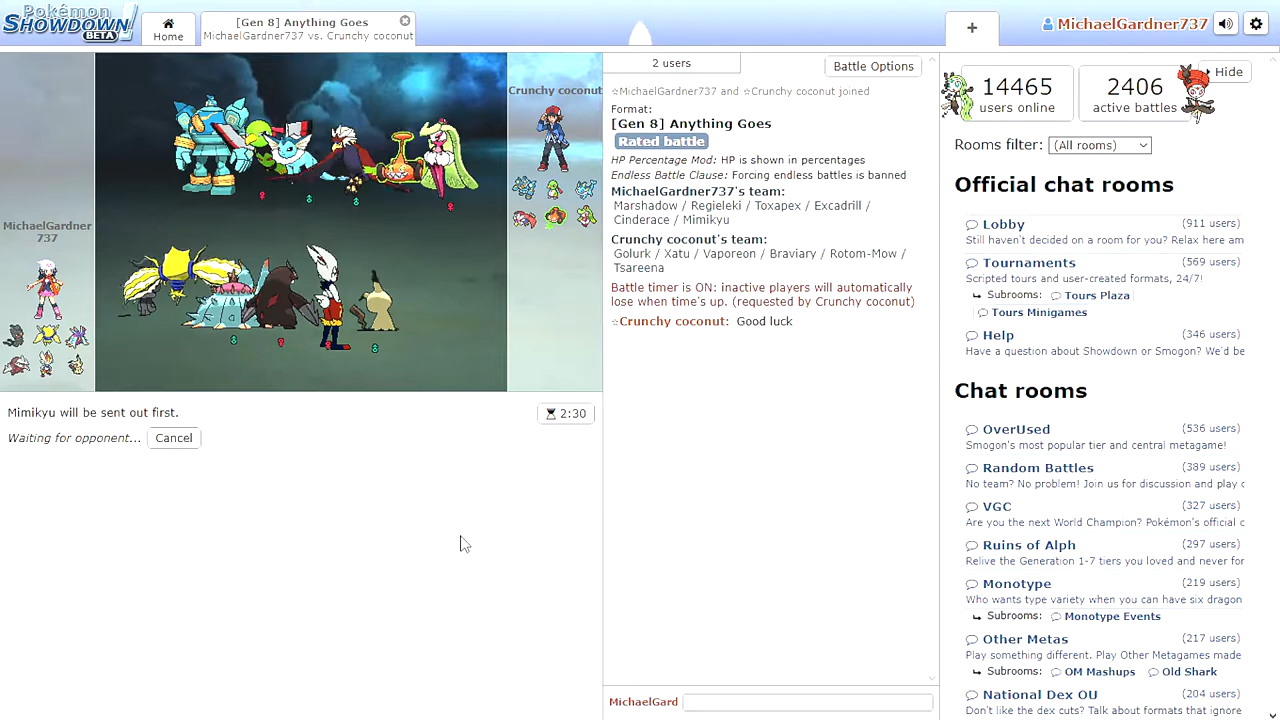 Pokémon
Showdown
BETA
Home
[Gen 8] Anything Goes
MichaelGardner737 vs. Crunchy coconut
+
MichaelGardner737
MichaelGardner
737
Crunchy coconut
Mimikyu will be sent out first.
Waiting for opponent...
Cancel
2:30
2 users
Battle Options
☆MichaelGardner737 and ☆Crunchy coconut joined
Format:
[Gen 8] Anything Goes
Rated battle
HP Percentage Mod: HP is shown in percentages
Endless Battle Clause: Forcing endless battles is banned
MichaelGardner737's team:
Marshadow / Regieleki / Toxapex / Excadrill /
Cinderace / Mimikyu
Crunchy coconut's team:
Golurk / Xatu / Vaporeon / Braviary / Rotom-Mow /
Tsareena
Battle timer is ON: inactive players will automatically
lose when time's up. (requested by Crunchy coconut)
☆Crunchy coconut: Good luck
MichaelGard
14465
users online
2406
active battles
Hide
Rooms filter: (All rooms)
Official chat rooms
Lobby (911 users)
Still haven't decided on a room for you? Relax here am
Tournaments (569 users)
Scripted tours and user-created formats, 24/7!
Subrooms: Tours Plaza
Tours Minigames
Help (346 users)
Have a question about Showdown or Smogon? We'd be
Chat rooms
OverUsed (536 users)
Smogon's most popular tier and central metagame!
Random Battles (389 users)
No team? No problem! Join us for discussion and play c
VGC (327 users)
Are you the next World Champion? Pokémon's official c
Ruins of Alph (297 users)
Relive the Generation 1-7 tiers you loved and never for
Monotype (219 users)
Who wants type variety when you can have six dragon
Subrooms: Monotype Events
Other Metas (217 users)
Play something different. Play Other Metagames made
Subrooms: OM Mashups Old Shark
National Dex OU (204 users)
Don't like the dex cuts? Talk about formats that ignore